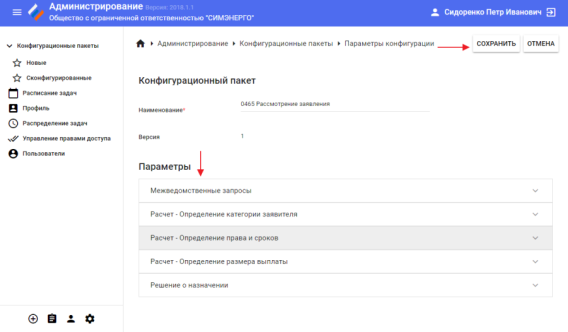 Администрирование Версия: 2018.1.1
Общество с ограниченной ответственностью "СИМЭНЕРГО"
Сидоренко Петр Иванович
Конфигурационные пакеты
Новые
Сконфигурированные
Расписание задач
Профиль
Распределение задач
Управление правами доступа
Пользователи
Администрирование Конфигурационные пакеты Параметры конфигурации
СОХРАНИТЬ ОТМЕНА
Конфигурационный пакет
Наименование* 0465.Рассмотрение заявления
Версия 1
Параметры
Межведомственные запросы
Расчет - Определение категории заявителя
Расчет - Определение права и сроков
Расчет - Определение размера выплаты
Решение о назначении